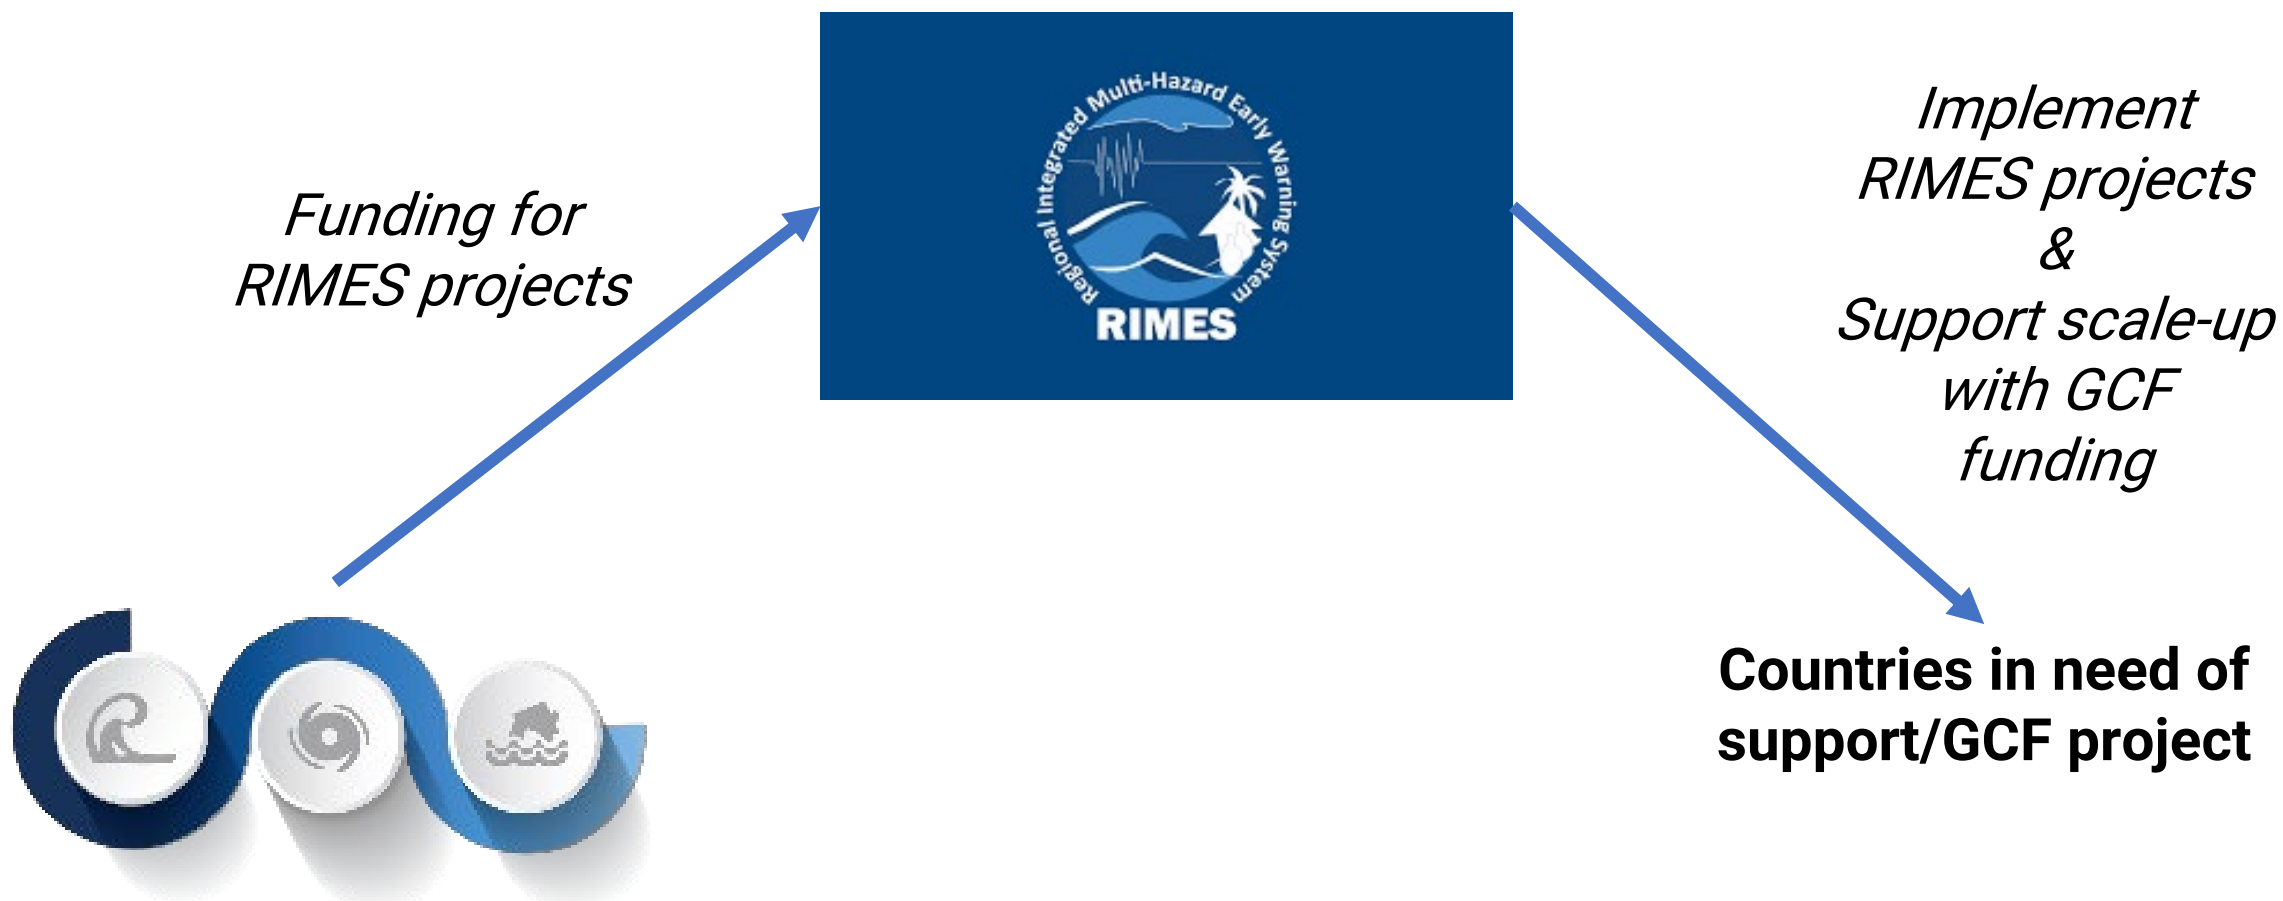 Funding for
RIMES projects
Regional Integrated Multi-Hazard Early Warning System
RIMES
Implement
RIMES projects
&
Support scale-up
with GCF
funding
Countries in need of
support/GCF project